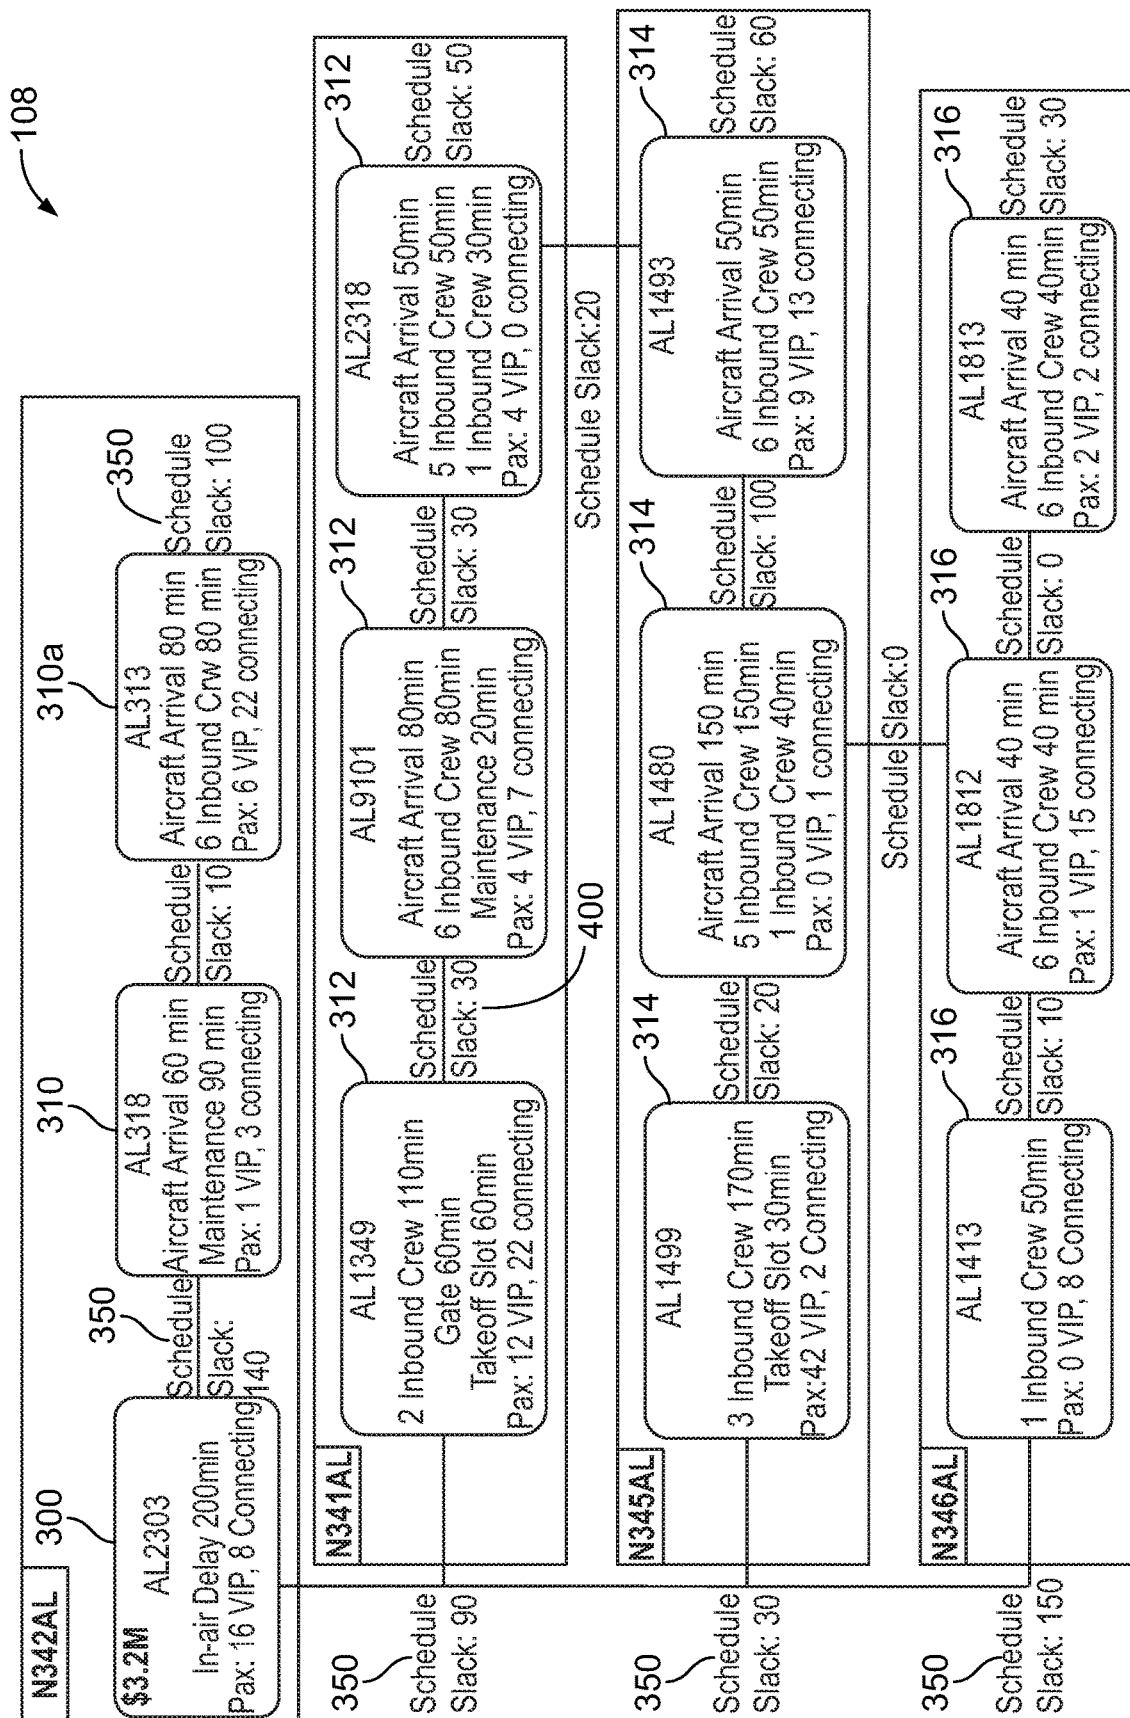 108
N342AL
300
$3.2M
AL2303
In-air Delay 200min
Pax: 16 VIP, 8 Connecting
350
Schedule
Slack:
140
310
AL318
Aircraft Arrival 60 min
Maintenance 90 min
Pax: 1 VIP, 3 connecting
Schedule
Slack: 10
310a
AL313
Aircraft Arrival 80 min
6 Inbound Crw 80 min
Pax: 6 VIP, 22 connecting
350
Schedule
Slack: 100
350
Schedule
Slack: 90
N341AL
312
AL1349
2 Inbound Crew 110min
Gate 60min
Takeoff Slot 60min
Pax: 12 VIP, 22 connecting
Schedule
Slack: 30
400
312
AL9101
Aircraft Arrival 80min
6 Inbound Crew 80min
Maintenance 20min
Pax: 4 VIP, 7 connecting
Schedule
Slack: 30
312
AL2318
Aircraft Arrival 50min
5 Inbound Crew 50min
1 Inbound Crew 30min
Pax: 4 VIP, 0 connecting
Schedule
Slack: 50
Schedule Slack:20
350
Schedule
Slack: 30
N345AL
314
AL1499
3 Inbound Crew 170min
Takeoff Slot 30min
Pax:42 VIP, 2 Connecting
Schedule
Slack: 20
314
AL1480
Aircraft Arrival 150 min
5 Inbound Crew 150min
1 Inbound Crew 40min
Pax: 0 VIP, 1 connecting
Schedule
Slack: 100
314
AL1493
Aircraft Arrival 50min
6 Inbound Crew 50min
Pax: 9 VIP, 13 connecting
Schedule
Slack: 60
Schedule Slack:0
350
Schedule
Slack: 150
N346AL
316
AL1413
1 Inbound Crew 50min
Pax: 0 VIP, 8 Connecting
Schedule
Slack: 10
316
AL1812
Aircraft Arrival 40 min
6 Inbound Crew 40 min
Pax: 1 VIP, 15 connecting
Schedule
Slack: 0
316
AL1813
Aircraft Arrival 40 min
6 Inbound Crew 40min
Pax: 2 VIP, 2 connecting
Schedule
Slack: 30